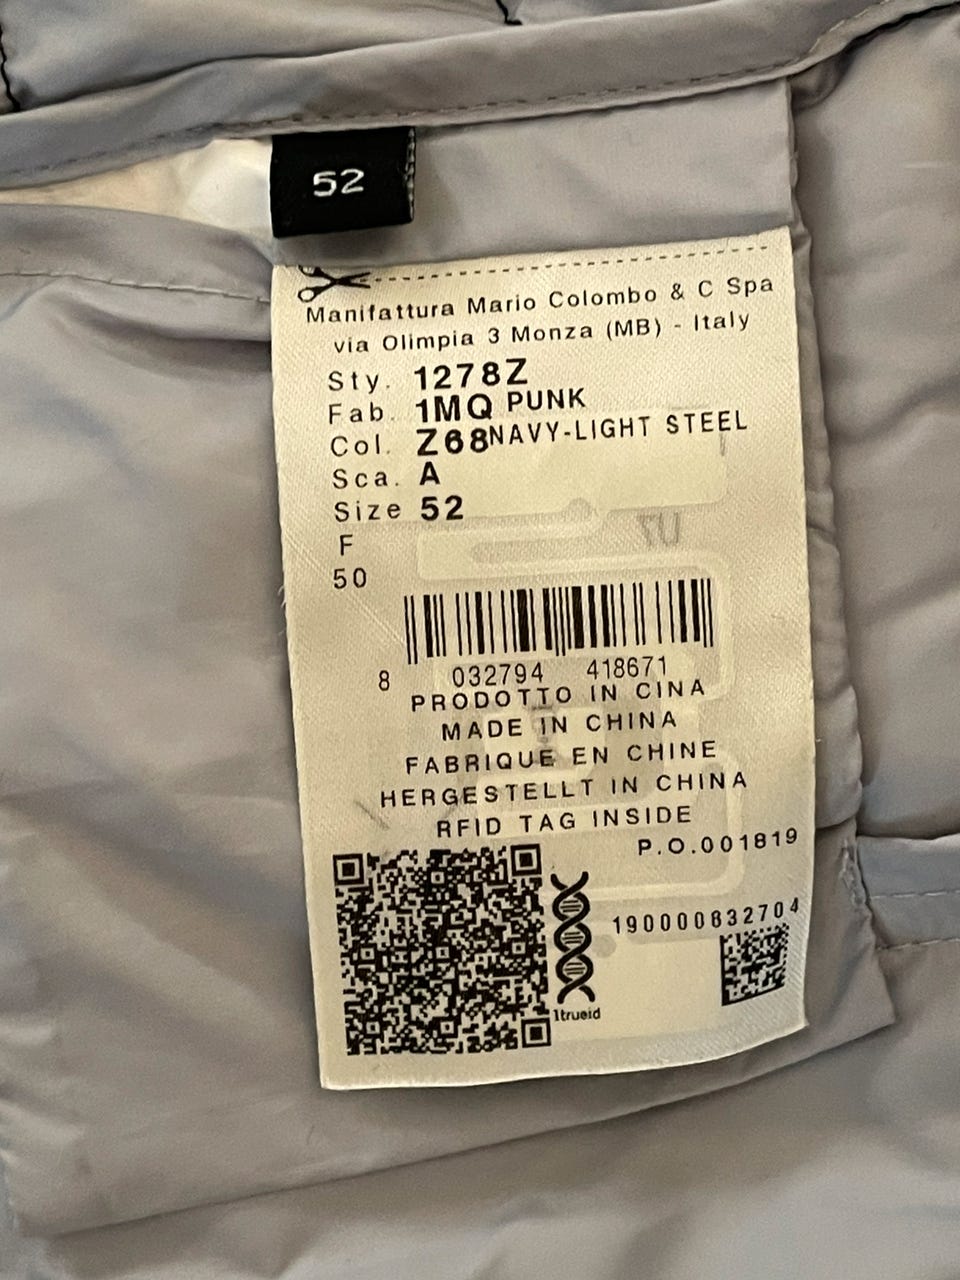 52
Manifattura Mario Colombo & C Spa
via Olimpia 3 Monza (MB) - Italy
Sty. 1278Z
Fab. 1MQ PUNK
Col. Z68 NAVY-LIGHT STEEL
Sca. A
Size 52
F
50
U7
8 032794 418671
PRODOTTO IN CINA
MADE IN CHINA
FABRIQUE EN CHINE
HERGESTELLT IN CHINA
RFID TAG INSIDE
P.O.001819
190000832704
1trueid